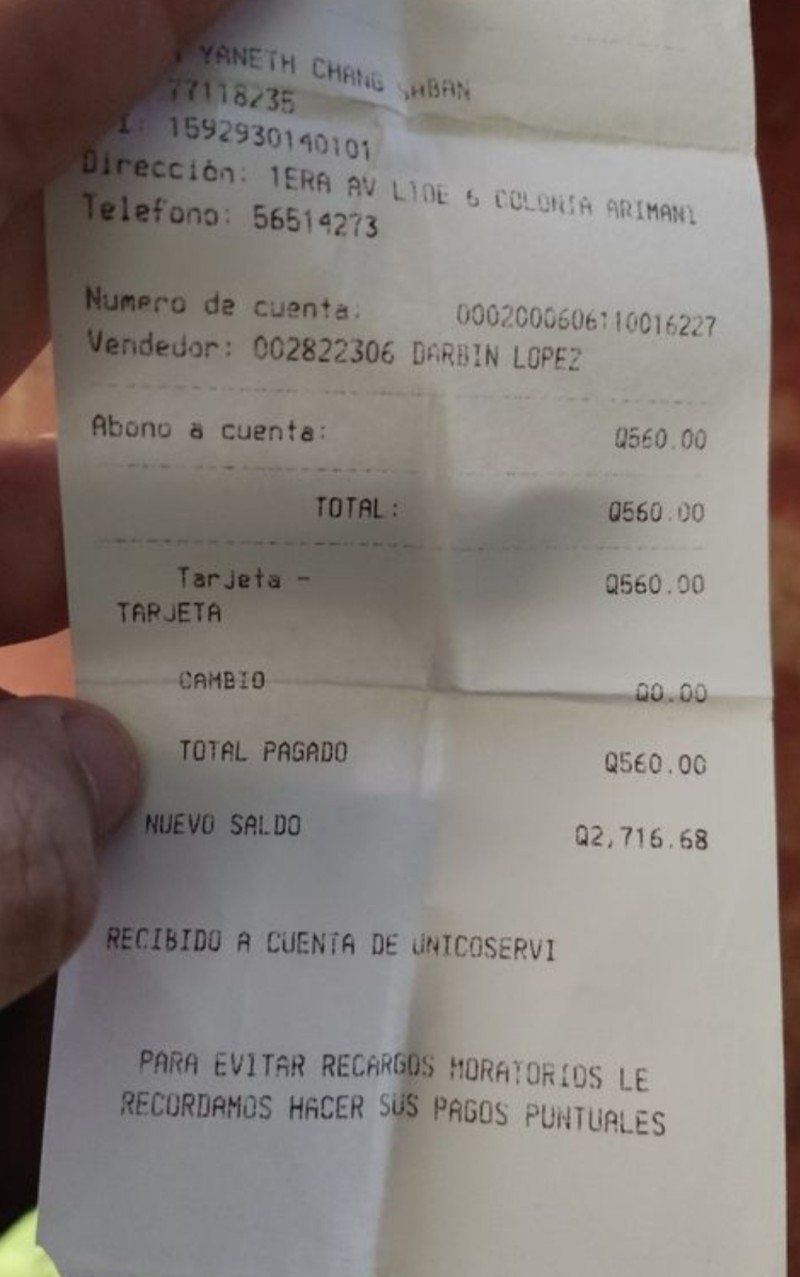 YANETH CHANG SABAN
77118235
I: 1592930140101
Dirección: 1ERA AV LTOE 6 COLONIA ARIMANI
Telefono: 56514273
Numero de cuenta: 0002000606110016227
Vendedor: 002822306 DARBIN LOPEZ
Abono a cuenta: Q560.00
TOTAL: Q560.00
Tarjeta - Q560.00
TARJETA
CAMBIO Q0.00
TOTAL PAGADO Q560.00
NUEVO SALDO Q2,716.68
RECIBIDO A CUENTA DE UNICOSERVI
PARA EVITAR RECARGOS MORATORIOS LE
RECORDAMOS HACER SUS PAGOS PUNTUALES